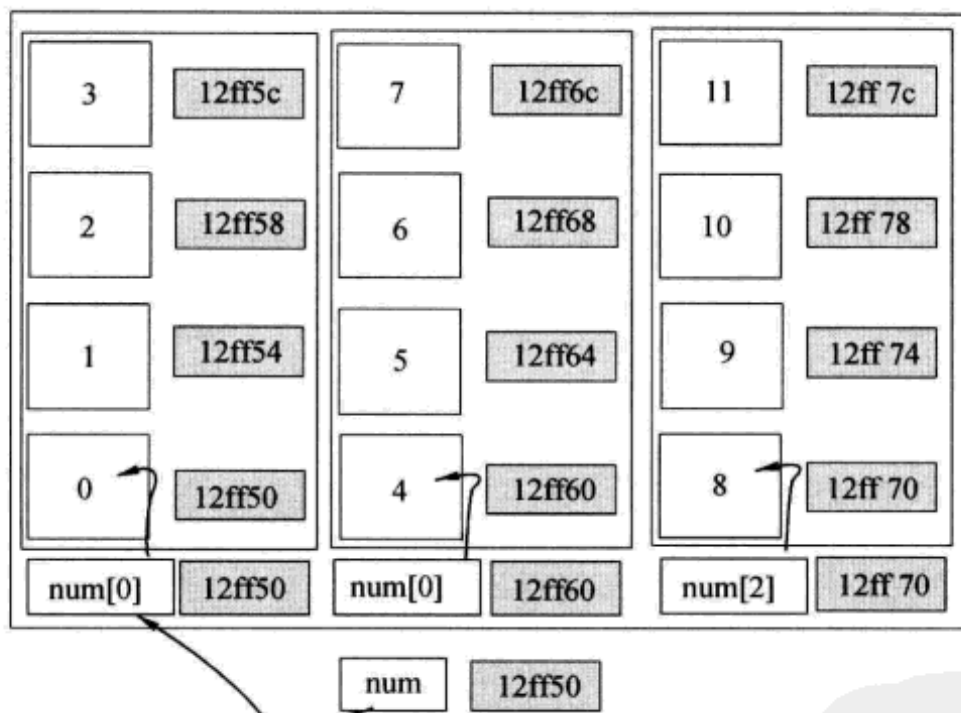 3 12ff5c 7 12ff6c 11 12ff 7c
2 12ff58 6 12ff68 10 12ff 78
1 12ff54 5 12ff64 9 12ff 74
0 12ff50 4 12ff60 8 12ff 70
num[0] 12ff50 num[0] 12ff60 num[2] 12ff 70
num 12ff50